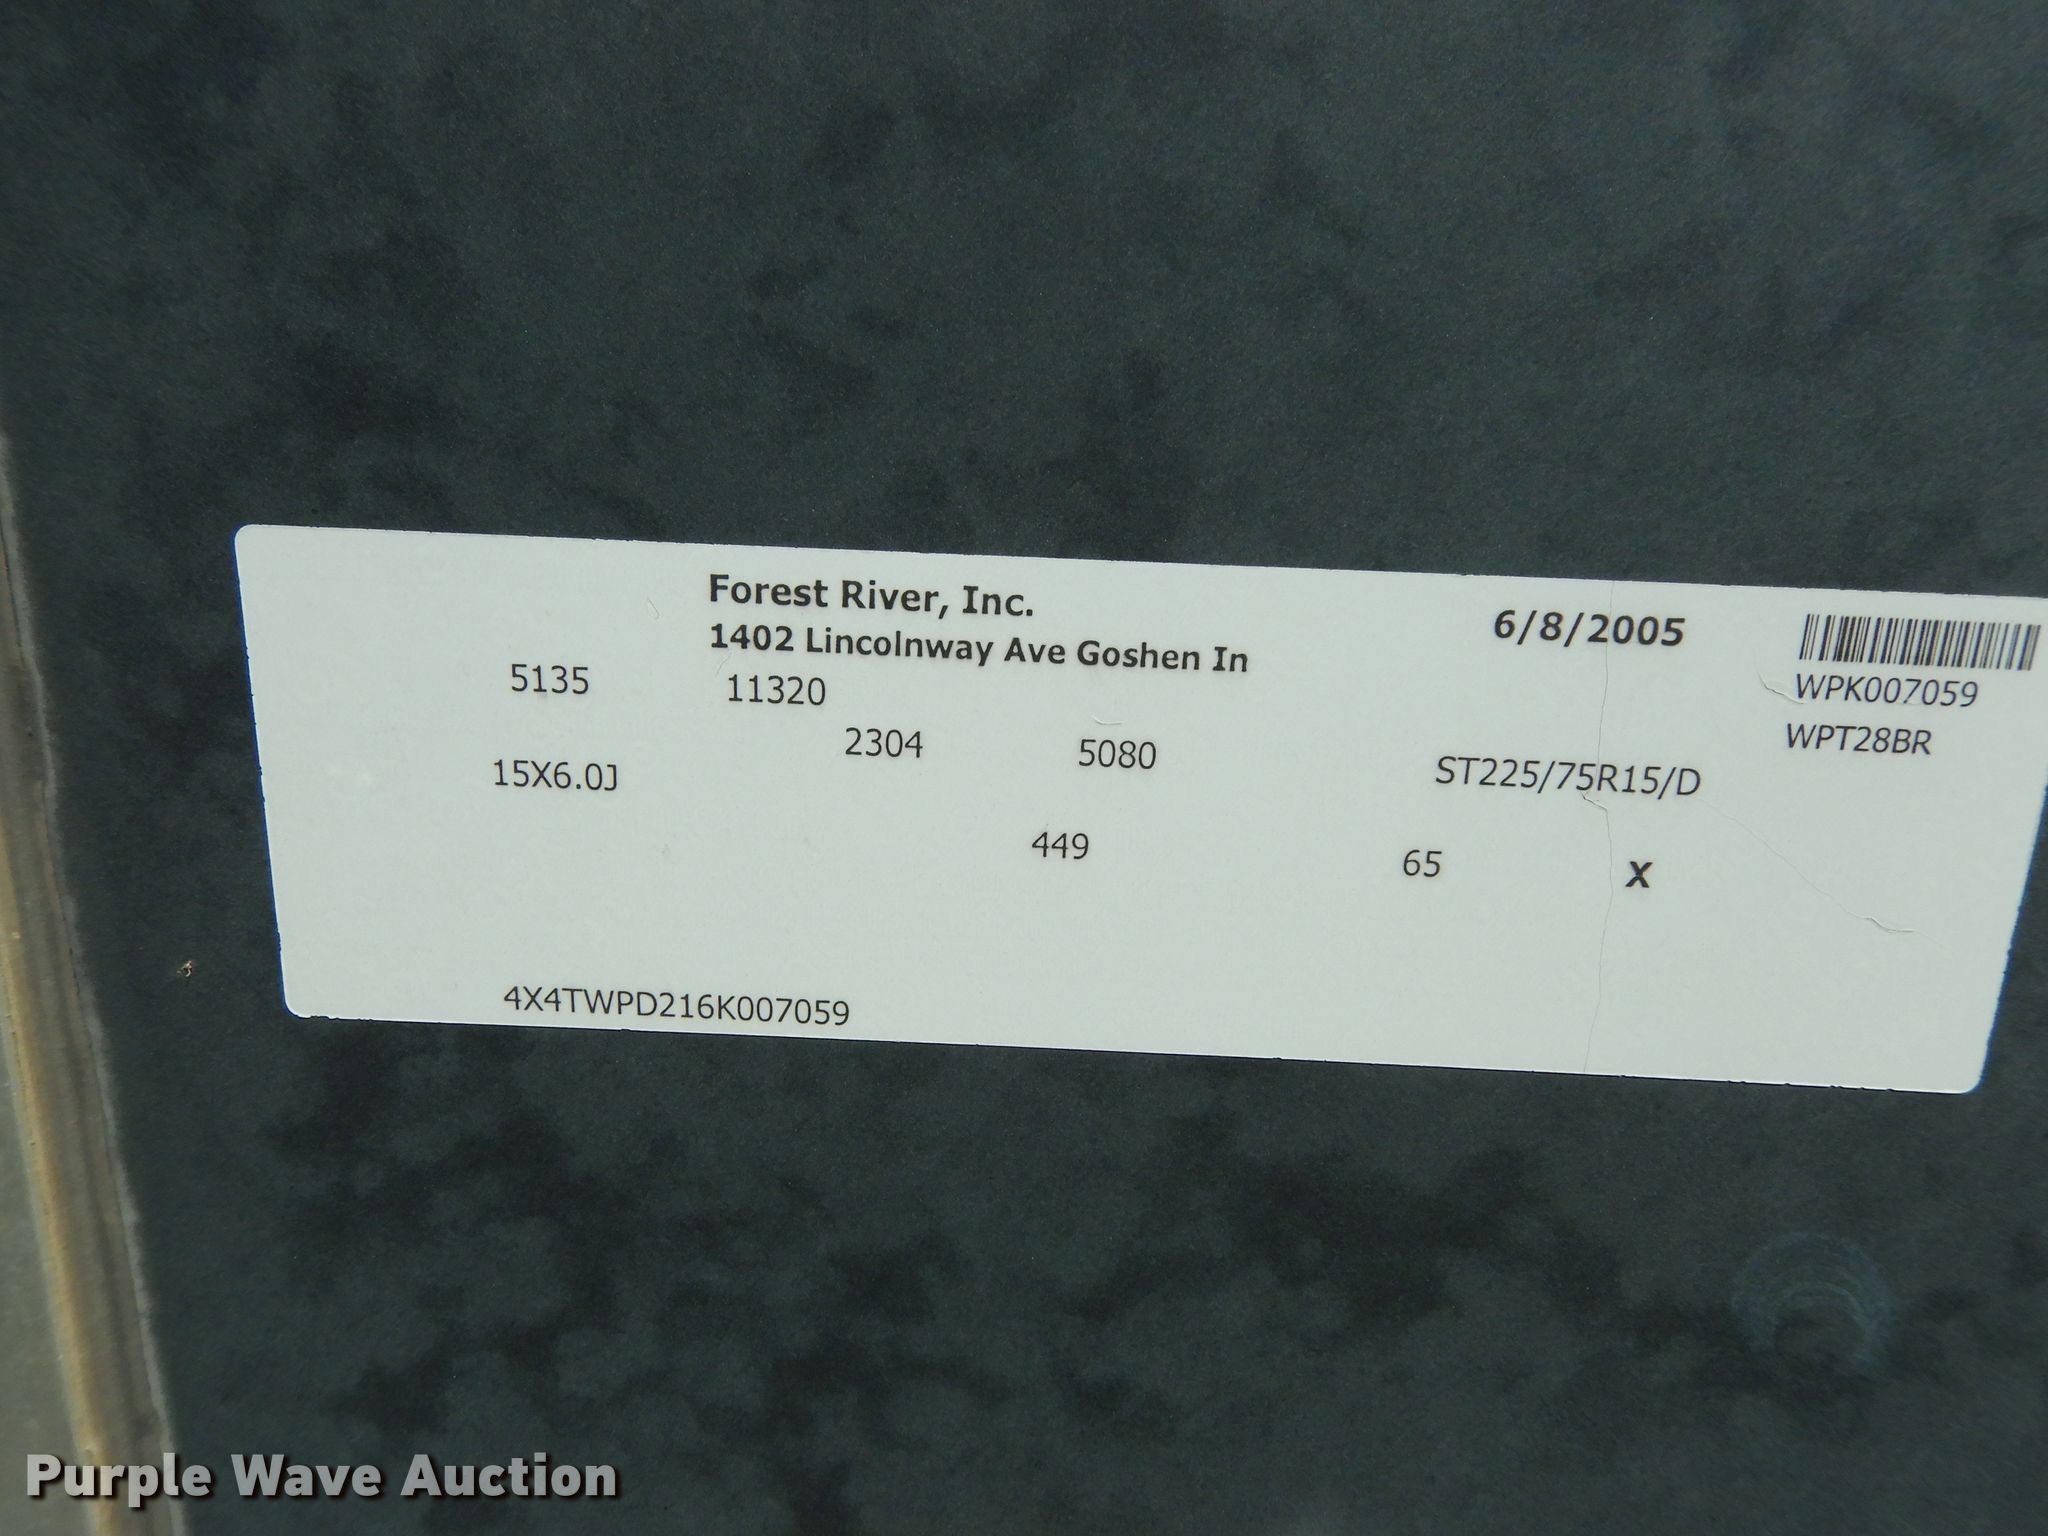 Forest River, Inc.
1402 Lincolnway Ave Goshen In
6/8/2005
WPK007059
WPT28BR
5135
11320
2304
5080
15X6.0J
ST225/75R15/D
449
65
X
4X4TWPD216K007059
Purple Wave Auction